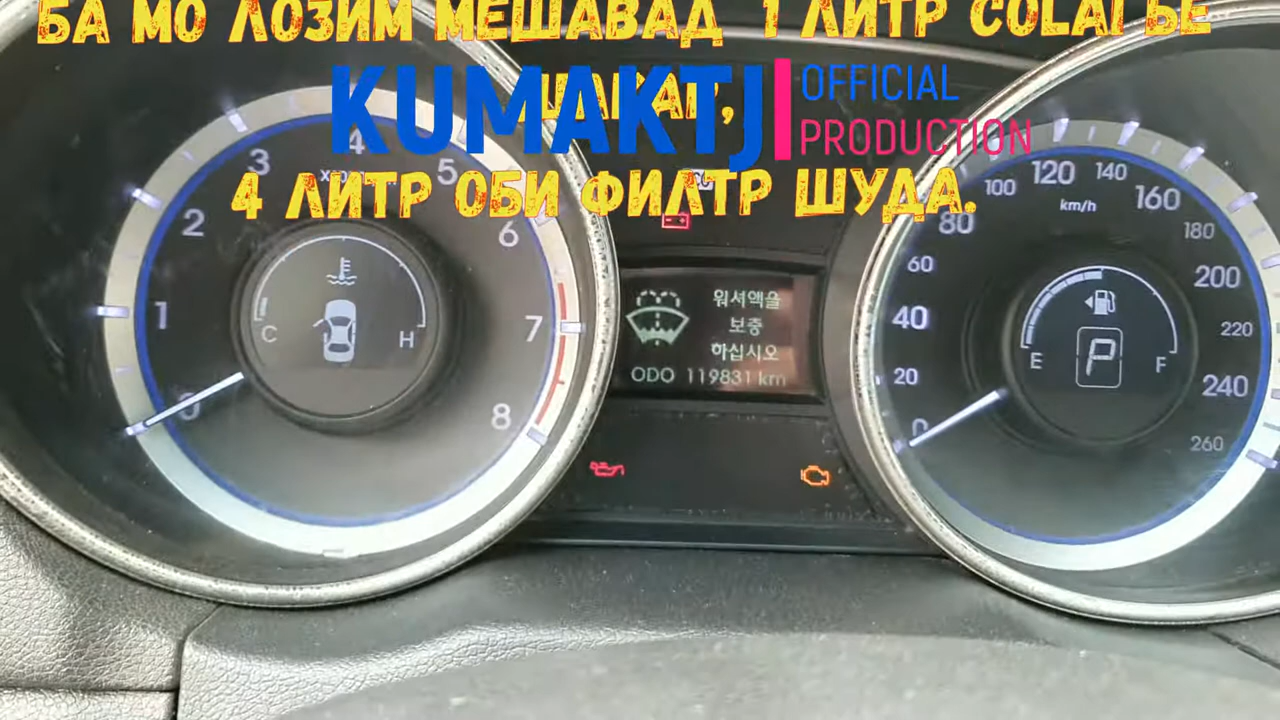 БА МО ЛОЗИМ МЕШАВАД 1 ЛИТР COLAI БЕ
KUMAKTJ
OFFICIAL
PRODUCTION
4 ЛИТР ОБИ ФИЛТР ШУДА.
1 2 3 4 5 6 7 8
C H
워셔액을
보충
하십시오
ODO 119831 km
0 20 40 60 80 100 120 140 160 180 200 220 240 260
km/h
E F
P